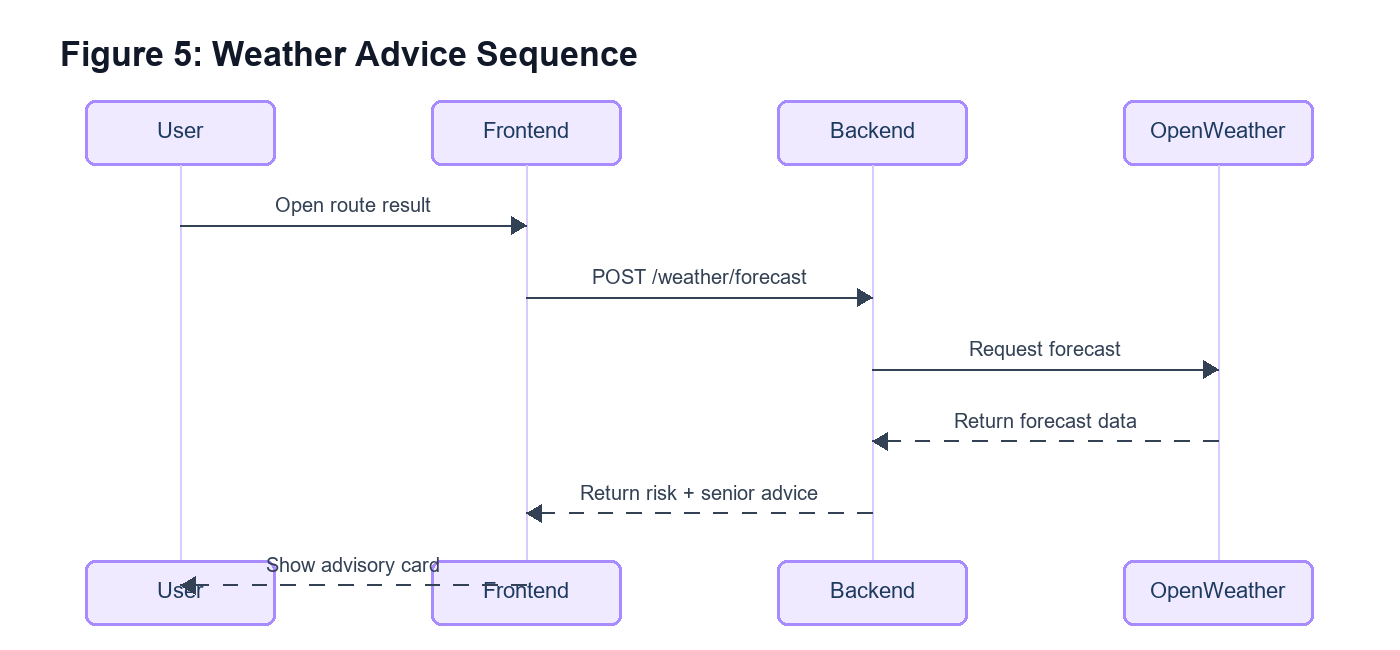 Figure 5: Weather Advice Sequence
User
Frontend
Backend
OpenWeather
Open route result
POST /weather/forecast
Request forecast
Return forecast data
Return risk + senior advice
Show advisory card
User
Frontend
Backend
OpenWeather